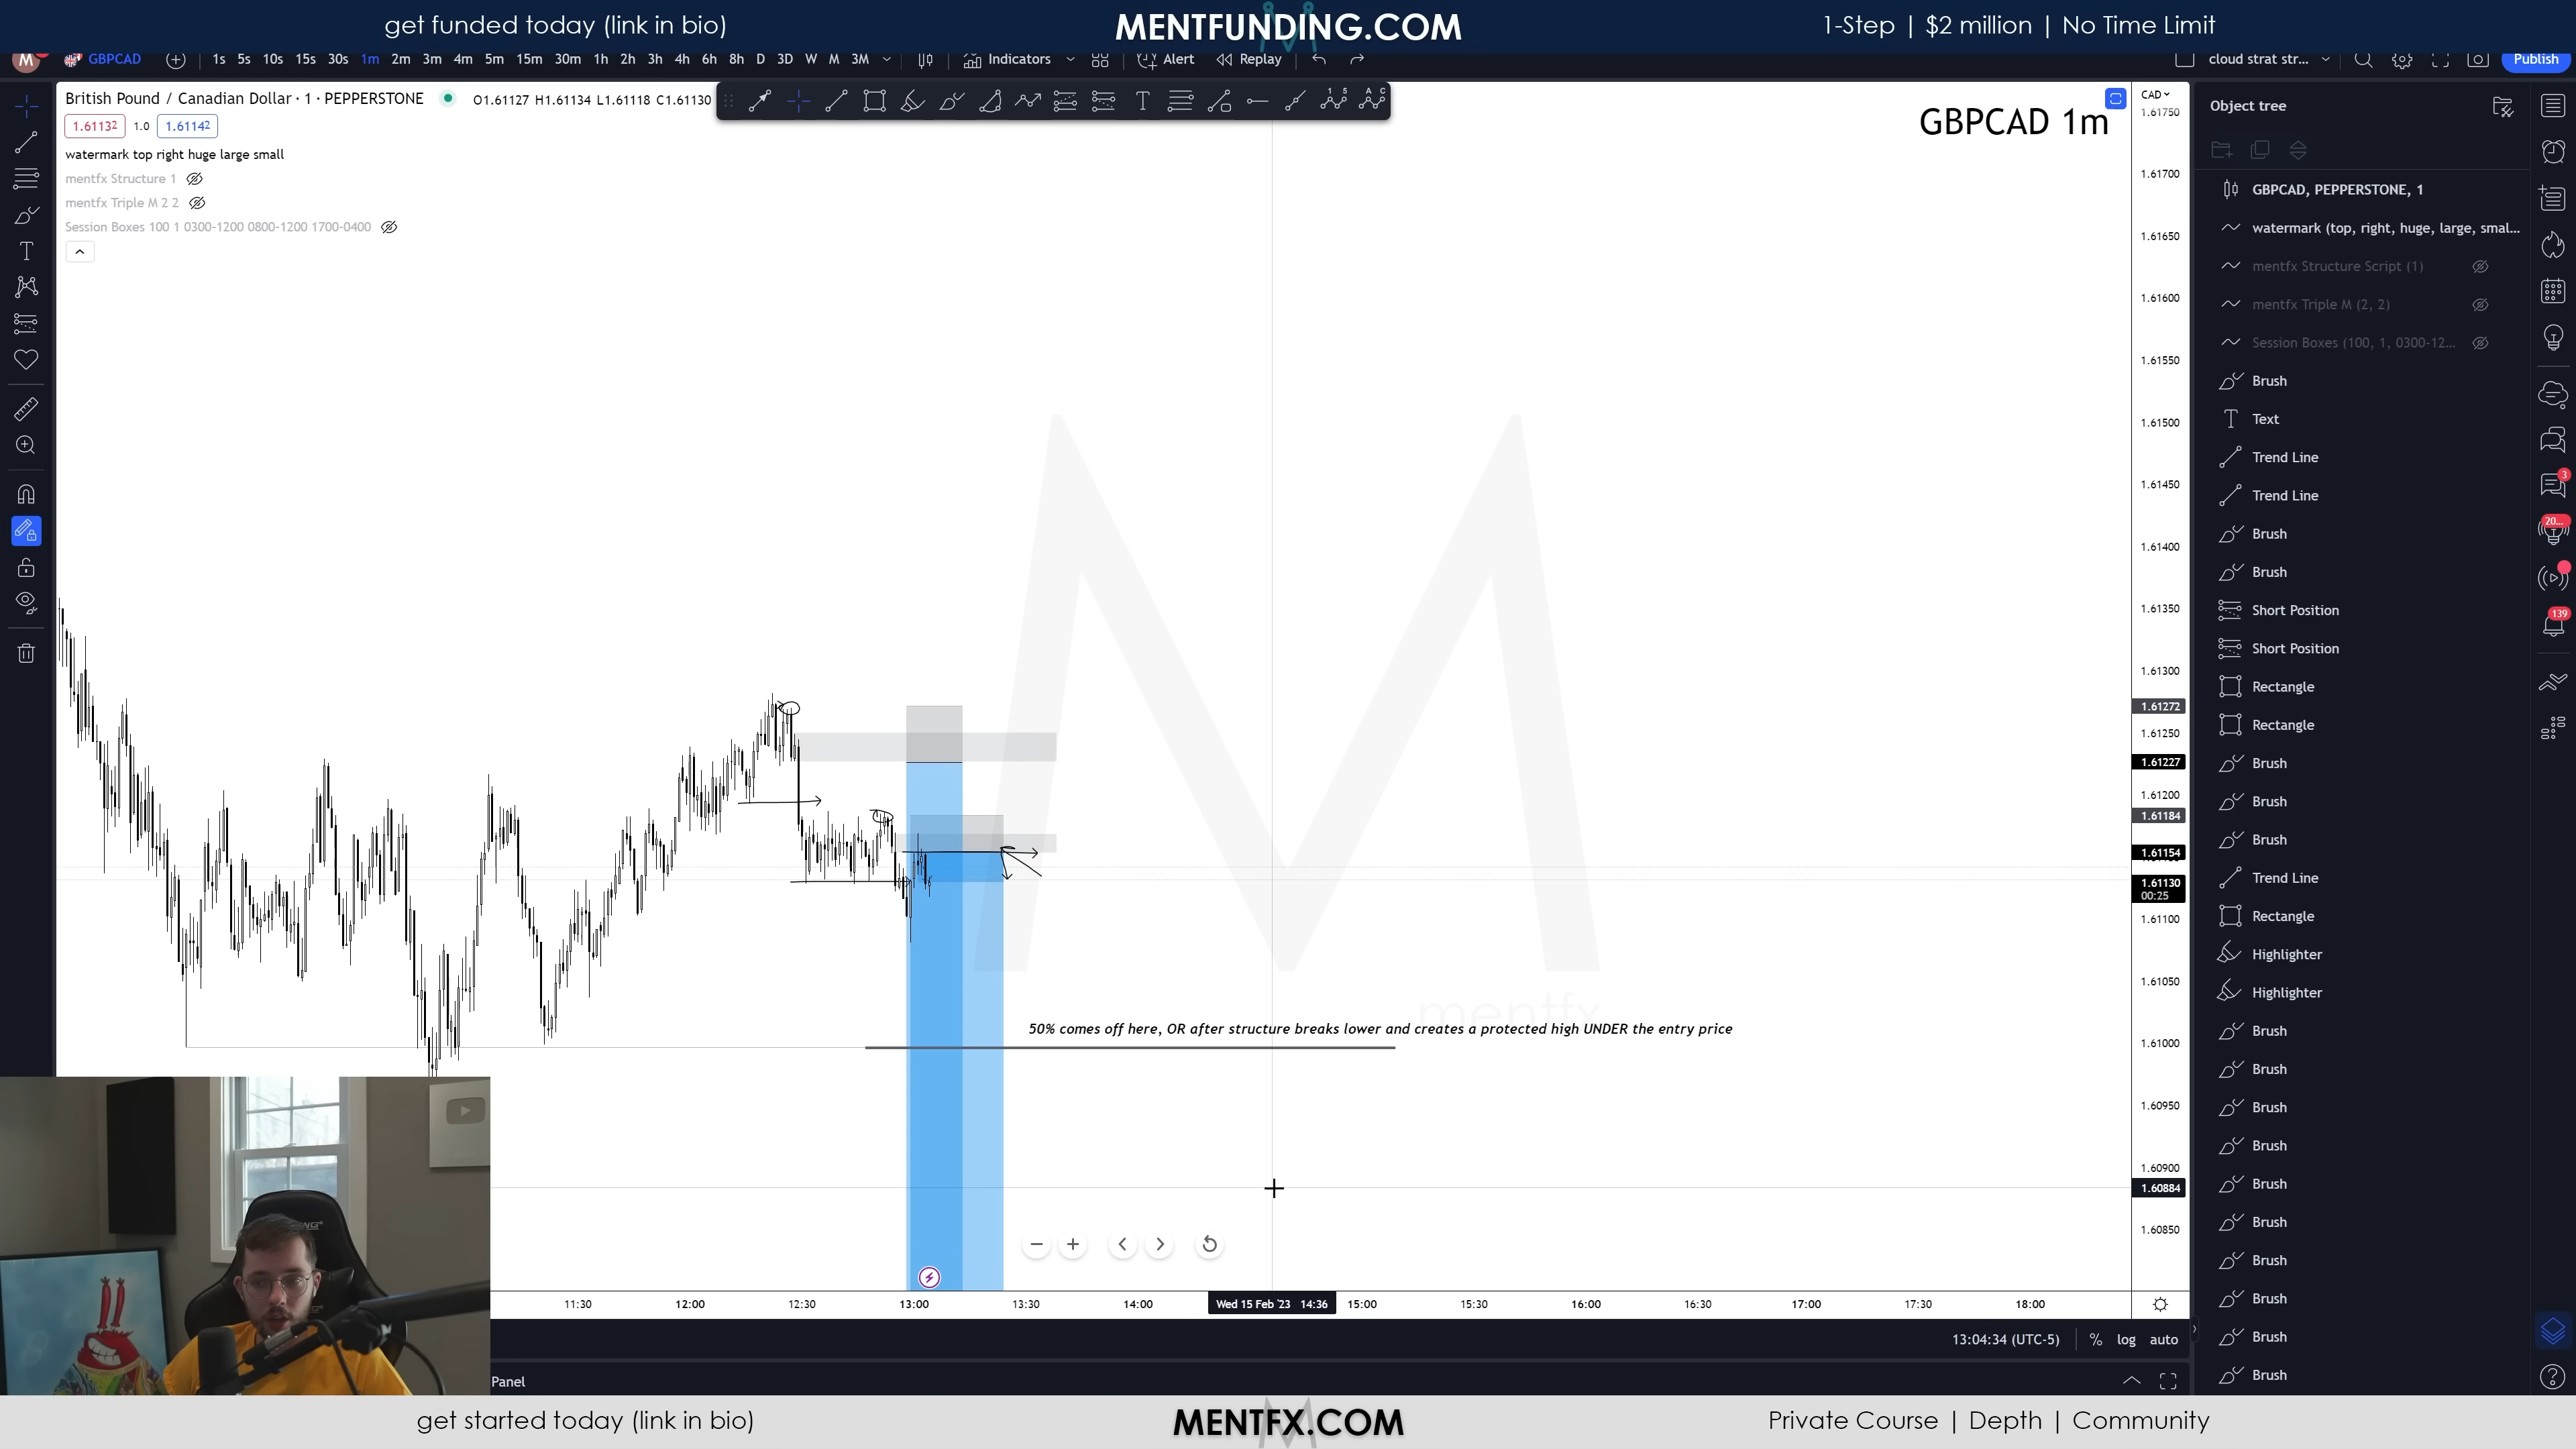 get funded today (link in bio)
MENTFUNDING.COM
1-Step | $2 million | No Time Limit
M
GBPCAD
1s 5s 10s 15s 30s 1m 2m 3m 4m 5m 15m 30m 1h 2h 3h 4h 6h 8h D 3D W M 3M
Indicators
Alert
Replay
cloud strat str...
Publish
British Pound / Canadian Dollar · 1 · PEPPERSTONE
O1.61127 H1.61134 L1.61118 C1.61130
1.61132 1.0 1.61142
watermark top right huge large small
mentfx Structure 1
mentfx Triple M 2 2
Session Boxes 100 1 0300-1200 0800-1200 1700-0400
GBPCAD 1m
mentfx
50% comes off here, OR after structure breaks lower and creates a protected high UNDER the entry price
CAD
1.61750
1.61700
1.61650
1.61600
1.61550
1.61500
1.61450
1.61400
1.61350
1.61300
1.61272
1.61250
1.61227
1.61200
1.61184
1.61154
1.61130
00:25
1.61100
1.61050
1.61000
1.60950
1.60900
1.60884
1.60850
11:30 12:00 12:30 13:00 13:30 14:00 Wed 15 Feb '23 14:36 15:00 15:30 16:00 16:30 17:00 17:30 18:00
13:04:34 (UTC-5) % log auto
Panel
Object tree
GBPCAD, PEPPERSTONE, 1
watermark (top, right, huge, large, smal...
mentfx Structure Script (1)
mentfx Triple M (2, 2)
Session Boxes (100, 1, 0300-12...
Brush
Text
Trend Line
Trend Line
Brush
Brush
Short Position
Short Position
Rectangle
Rectangle
Brush
Brush
Brush
Trend Line
Rectangle
Highlighter
Highlighter
Brush
Brush
Brush
Brush
Brush
Brush
Brush
Brush
Brush
Brush
3
20...
139
get started today (link in bio)
MENTFX.COM
Private Course | Depth | Community